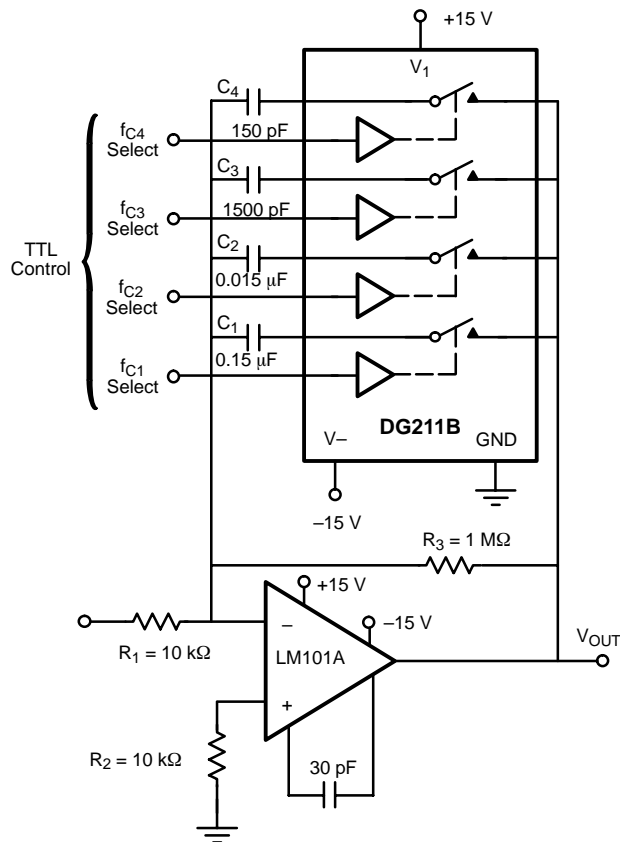 +15 V
V1
C4
fC4
Select
150 pF
C3
fC3
Select
1500 pF
TTL
Control
C2
fC2
Select
0.015 µF
C1
fC1
Select
0.15 µF
DG211B
V–
GND
–15 V
R3 = 1 MΩ
+15 V
–15 V
–
LM101A
VOUT
R1 = 10 kΩ
+
R2 = 10 kΩ
30 pF